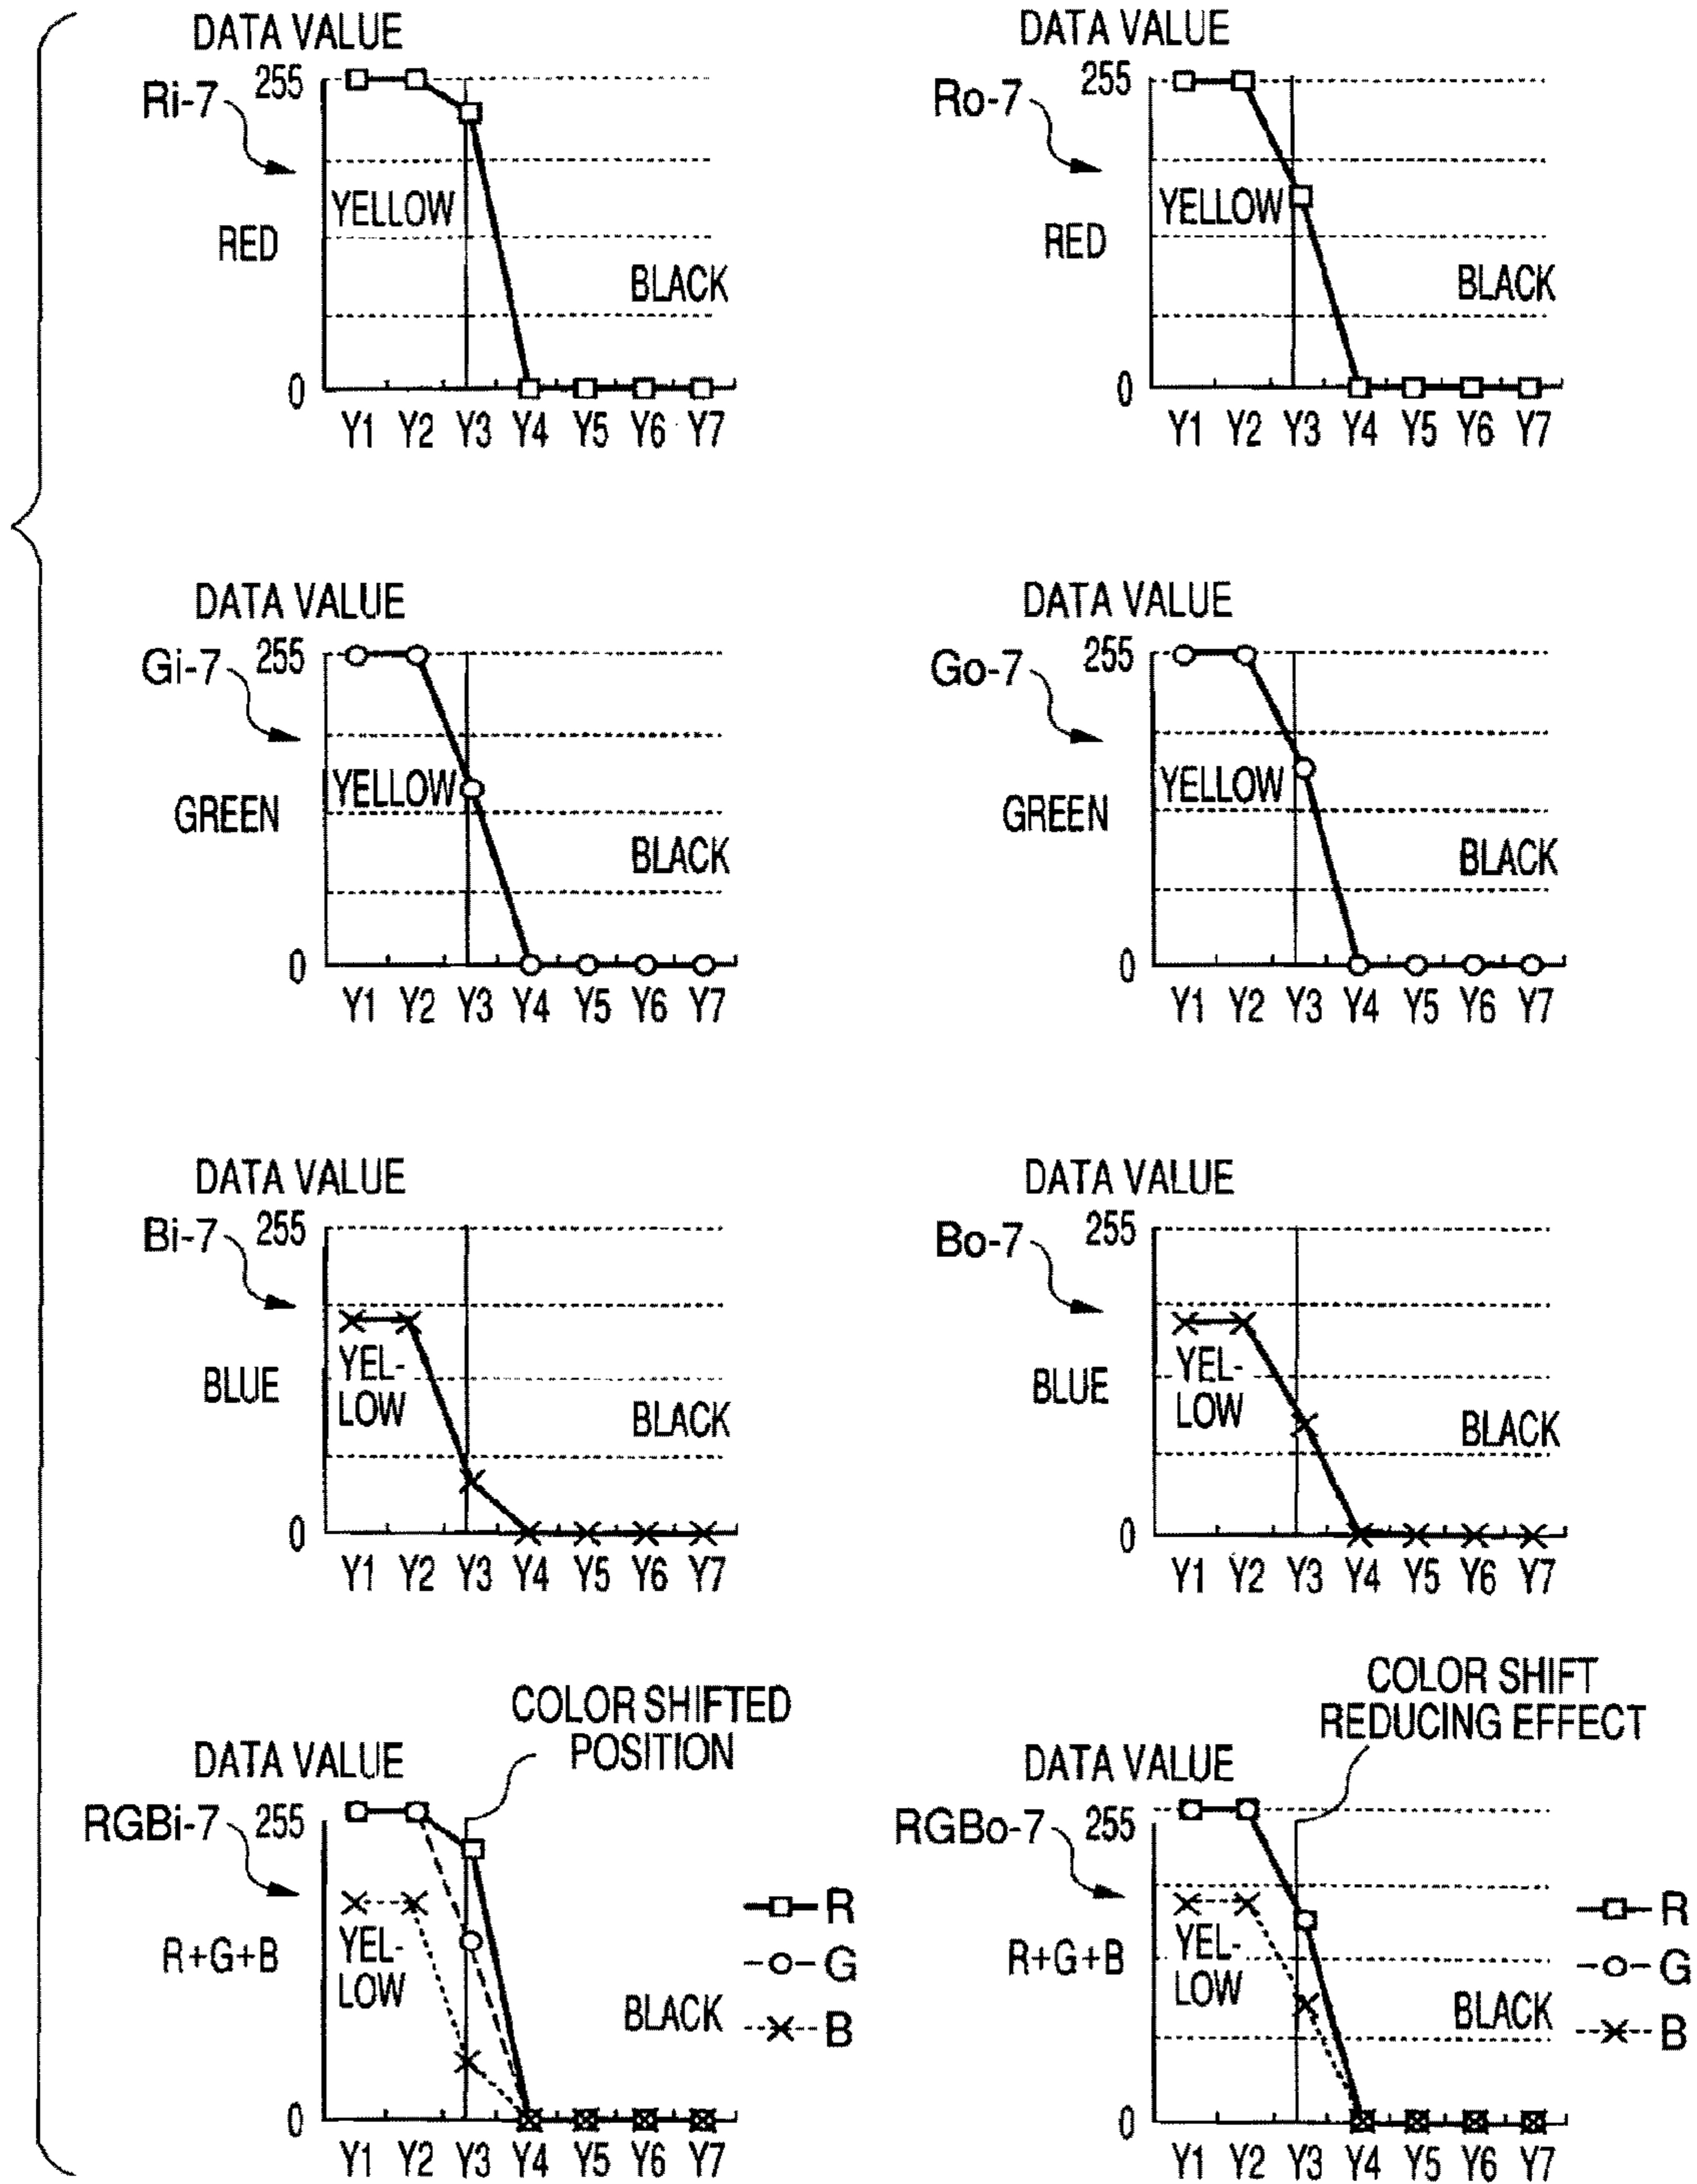 DATA VALUE
Ri-7
255
YELLOW
RED
BLACK
0
Y1 Y2 Y3 Y4 Y5 Y6 Y7
DATA VALUE
Ro-7
255
YELLOW
RED
BLACK
0
Y1 Y2 Y3 Y4 Y5 Y6 Y7
DATA VALUE
Gi-7
255
YELLOW
GREEN
BLACK
0
Y1 Y2 Y3 Y4 Y5 Y6 Y7
DATA VALUE
Go-7
255
YELLOW
GREEN
BLACK
0
Y1 Y2 Y3 Y4 Y5 Y6 Y7
DATA VALUE
Bi-7
255
YEL-
LOW
BLUE
BLACK
0
Y1 Y2 Y3 Y4 Y5 Y6 Y7
DATA VALUE
Bo-7
255
YEL-
LOW
BLUE
BLACK
0
Y1 Y2 Y3 Y4 Y5 Y6 Y7
COLOR SHIFTED
POSITION
DATA VALUE
RGBi-7
255
R
YEL-
LOW
R+G+B
G
BLACK
B
0
Y1 Y2 Y3 Y4 Y5 Y6 Y7
COLOR SHIFT
REDUCING EFFECT
DATA VALUE
RGBo-7
255
R
YEL-
LOW
R+G+B
G
BLACK
B
0
Y1 Y2 Y3 Y4 Y5 Y6 Y7